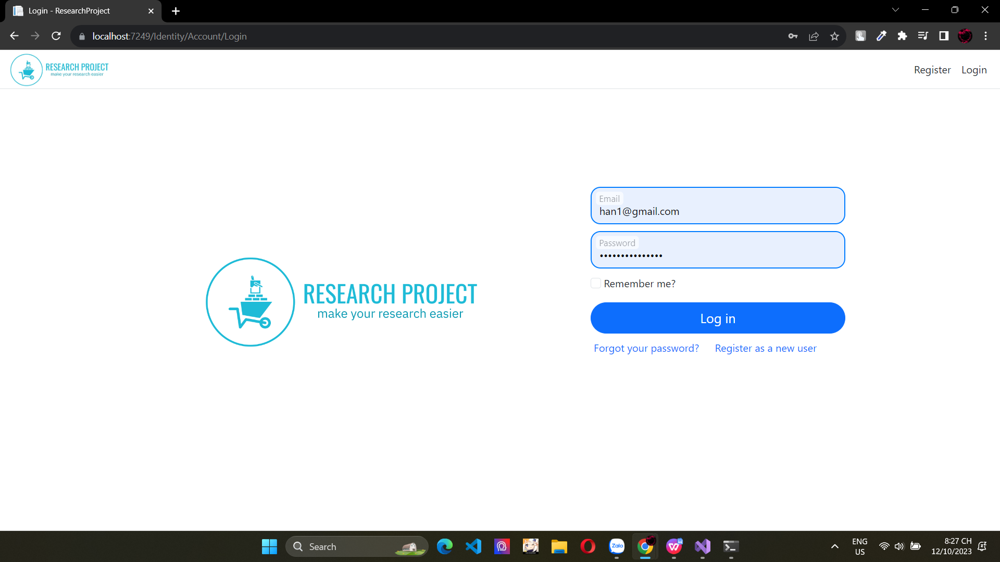 Login - ResearchProject
localhost:7249/Identity/Account/Login
RESEARCH PROJECT
make your research easier
Register Login
Email
han1@gmail.com
Password
•••••••••••••••
Remember me?
RESEARCH PROJECT
make your research easier
Log in
Forgot your password? Register as a new user
Search
Zalo
ENG
US
8:27 CH
12/10/2023